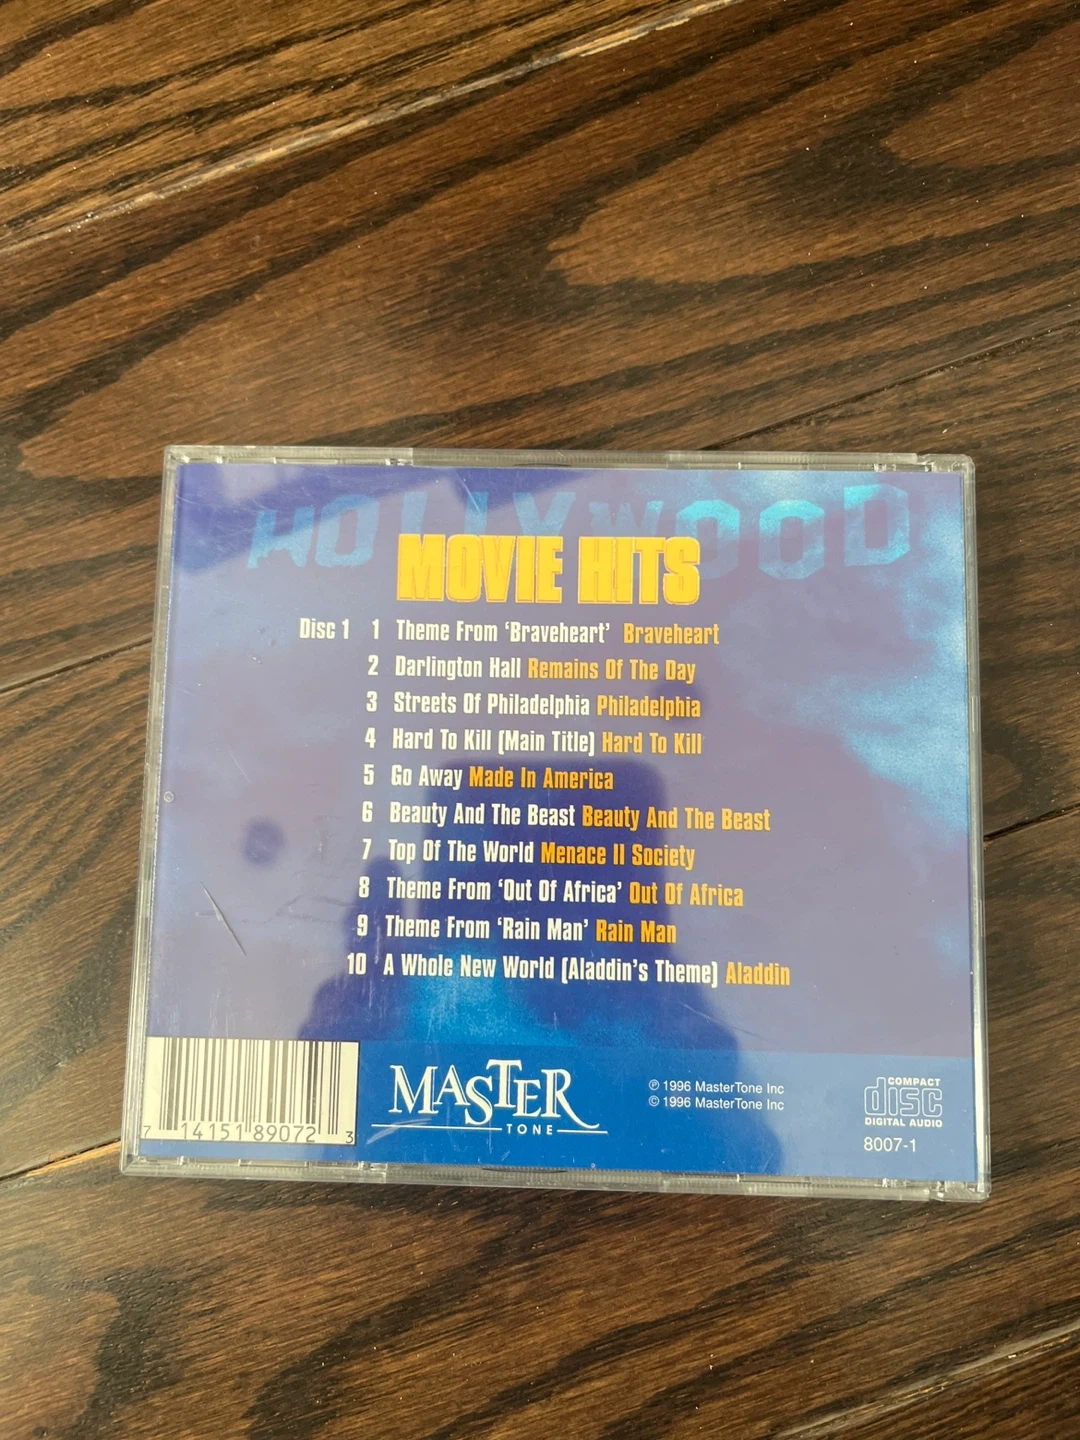 HOLLYWOOD
MOVIE HITS
Disc 1 1 Theme From ‘Braveheart’ Braveheart
2 Darlington Hall Remains Of The Day
3 Streets Of Philadelphia Philadelphia
4 Hard To Kill (Main Title) Hard To Kill
5 Go Away Made In America
6 Beauty And The Beast Beauty And The Beast
7 Top Of The World Menace II Society
8 Theme From ‘Out Of Africa’ Out Of Africa
9 Theme From ‘Rain Man’ Rain Man
10 A Whole New World (Aladdin’s Theme) Aladdin
7 14151 89072 3
MASTER
TONE
℗ 1996 MasterTone Inc
© 1996 MasterTone Inc
COMPACT
disc
DIGITAL AUDIO
8007-1